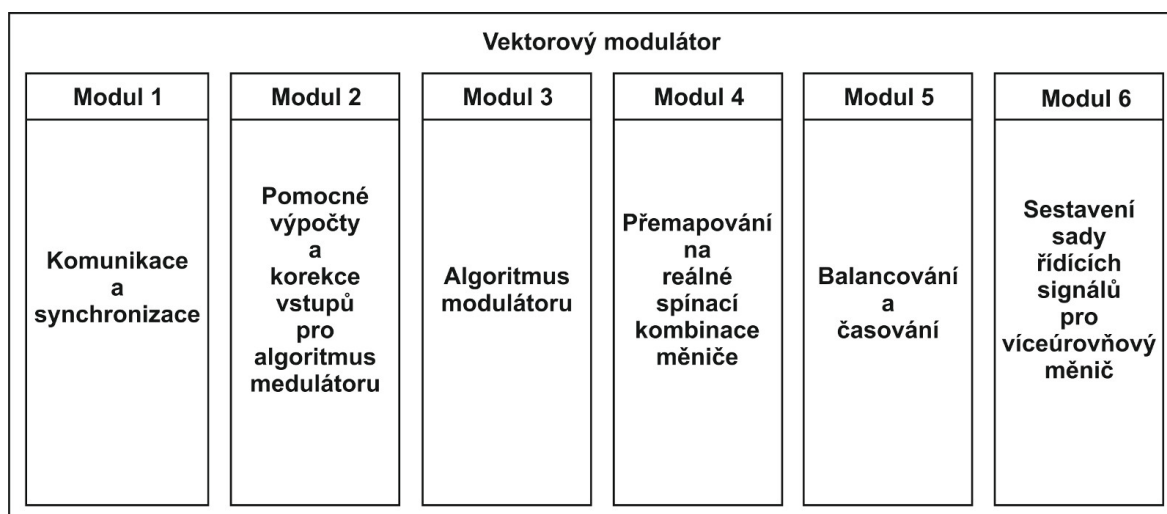 Vektorový modulátor
Modul 1
Komunikace
a
synchronizace
Modul 2
Pomocné
výpočty
a
korekce
vstupů
pro
algoritmus
medulátoru
Modul 3
Algoritmus
modulátoru
Modul 4
Přemapování
na
reálné
spínací
kombinace
měniče
Modul 5
Balancování
a
časování
Modul 6
Sestavení
sady
řídících
signálů
pro
víceúrovňový
měnič